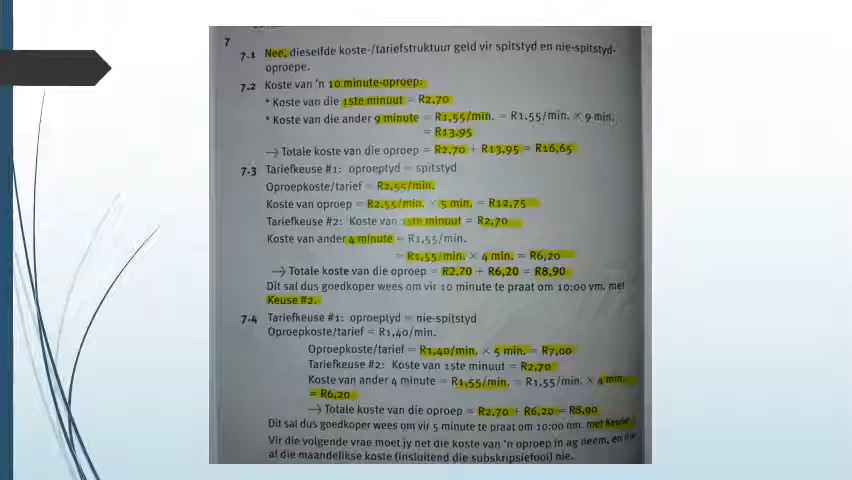 7
7.1 Nee, dieselfde koste-/tariefstruktuur geld vir spitstyd en nie-spitstyd-
oproepe.
7.2 Koste van 'n 10 minute-oproep:
* Koste van die 1ste minuut = R2,70
* Koste van die ander 9 minute = R1,55/min. = R1,55/min. × 9 min.
= R13,95
→ Totale koste van die oproep = R2,70 + R13,95 = R16,65
7.3 Tariefkeuse #1: oproeptyd = spitstyd
Oproepkoste/tarief = R2,55/min.
Koste van oproep = R2,55/min. × 5 min. = R12,75
Tariefkeuse #2: Koste van 1ste minuut = R2,70
Koste van ander 4 minute = R1,55/min.
= R1,55/min. × 4 min. = R6,20
→ Totale koste van die oproep = R2,70 + R6,20 = R8,90
Dit sal dus goedkoper wees om vir 10 minute te praat om 10:00 vm. met
Keuse #2.
7.4 Tariefkeuse #1: oproeptyd = nie-spitstyd
Oproepkoste/tarief = R1,40/min.
Oproepkoste/tarief = R1,40/min. × 5 min. = R7,00
Tariefkeuse #2: Koste van 1ste minuut = R2,70
Koste van ander 4 minute = R1,55/min. = R1,55/min. × 4 min.
= R6,20
→ Totale koste van die oproep = R2,70 + R6,20 = R8,90
Dit sal dus goedkoper wees om vir 5 minute te praat om 10:00 nm. met Keuse
Vir die volgende vrae moet jy net die koste van 'n oproep in ag neem, en nie
al die maandelikse koste (insluitend die subskripsiefooi) nie.